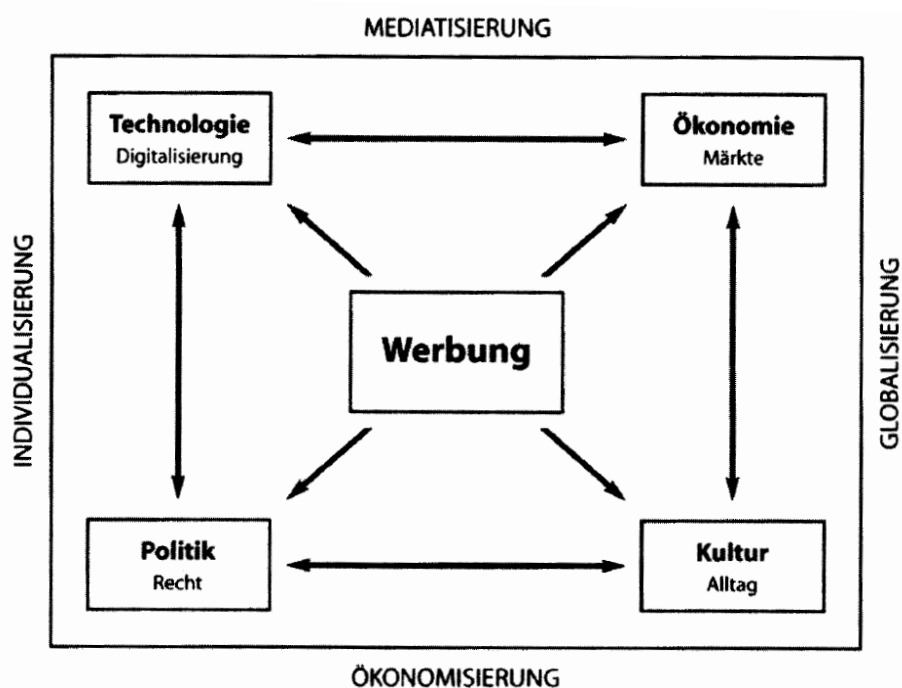 MEDIATISIERUNG
Technologie
Digitalisierung
Ökonomie
Märkte
INDIVIDUALISIERUNG
Werbung
GLOBALISIERUNG
Politik
Recht
Kultur
Alltag
ÖKONOMISIERUNG